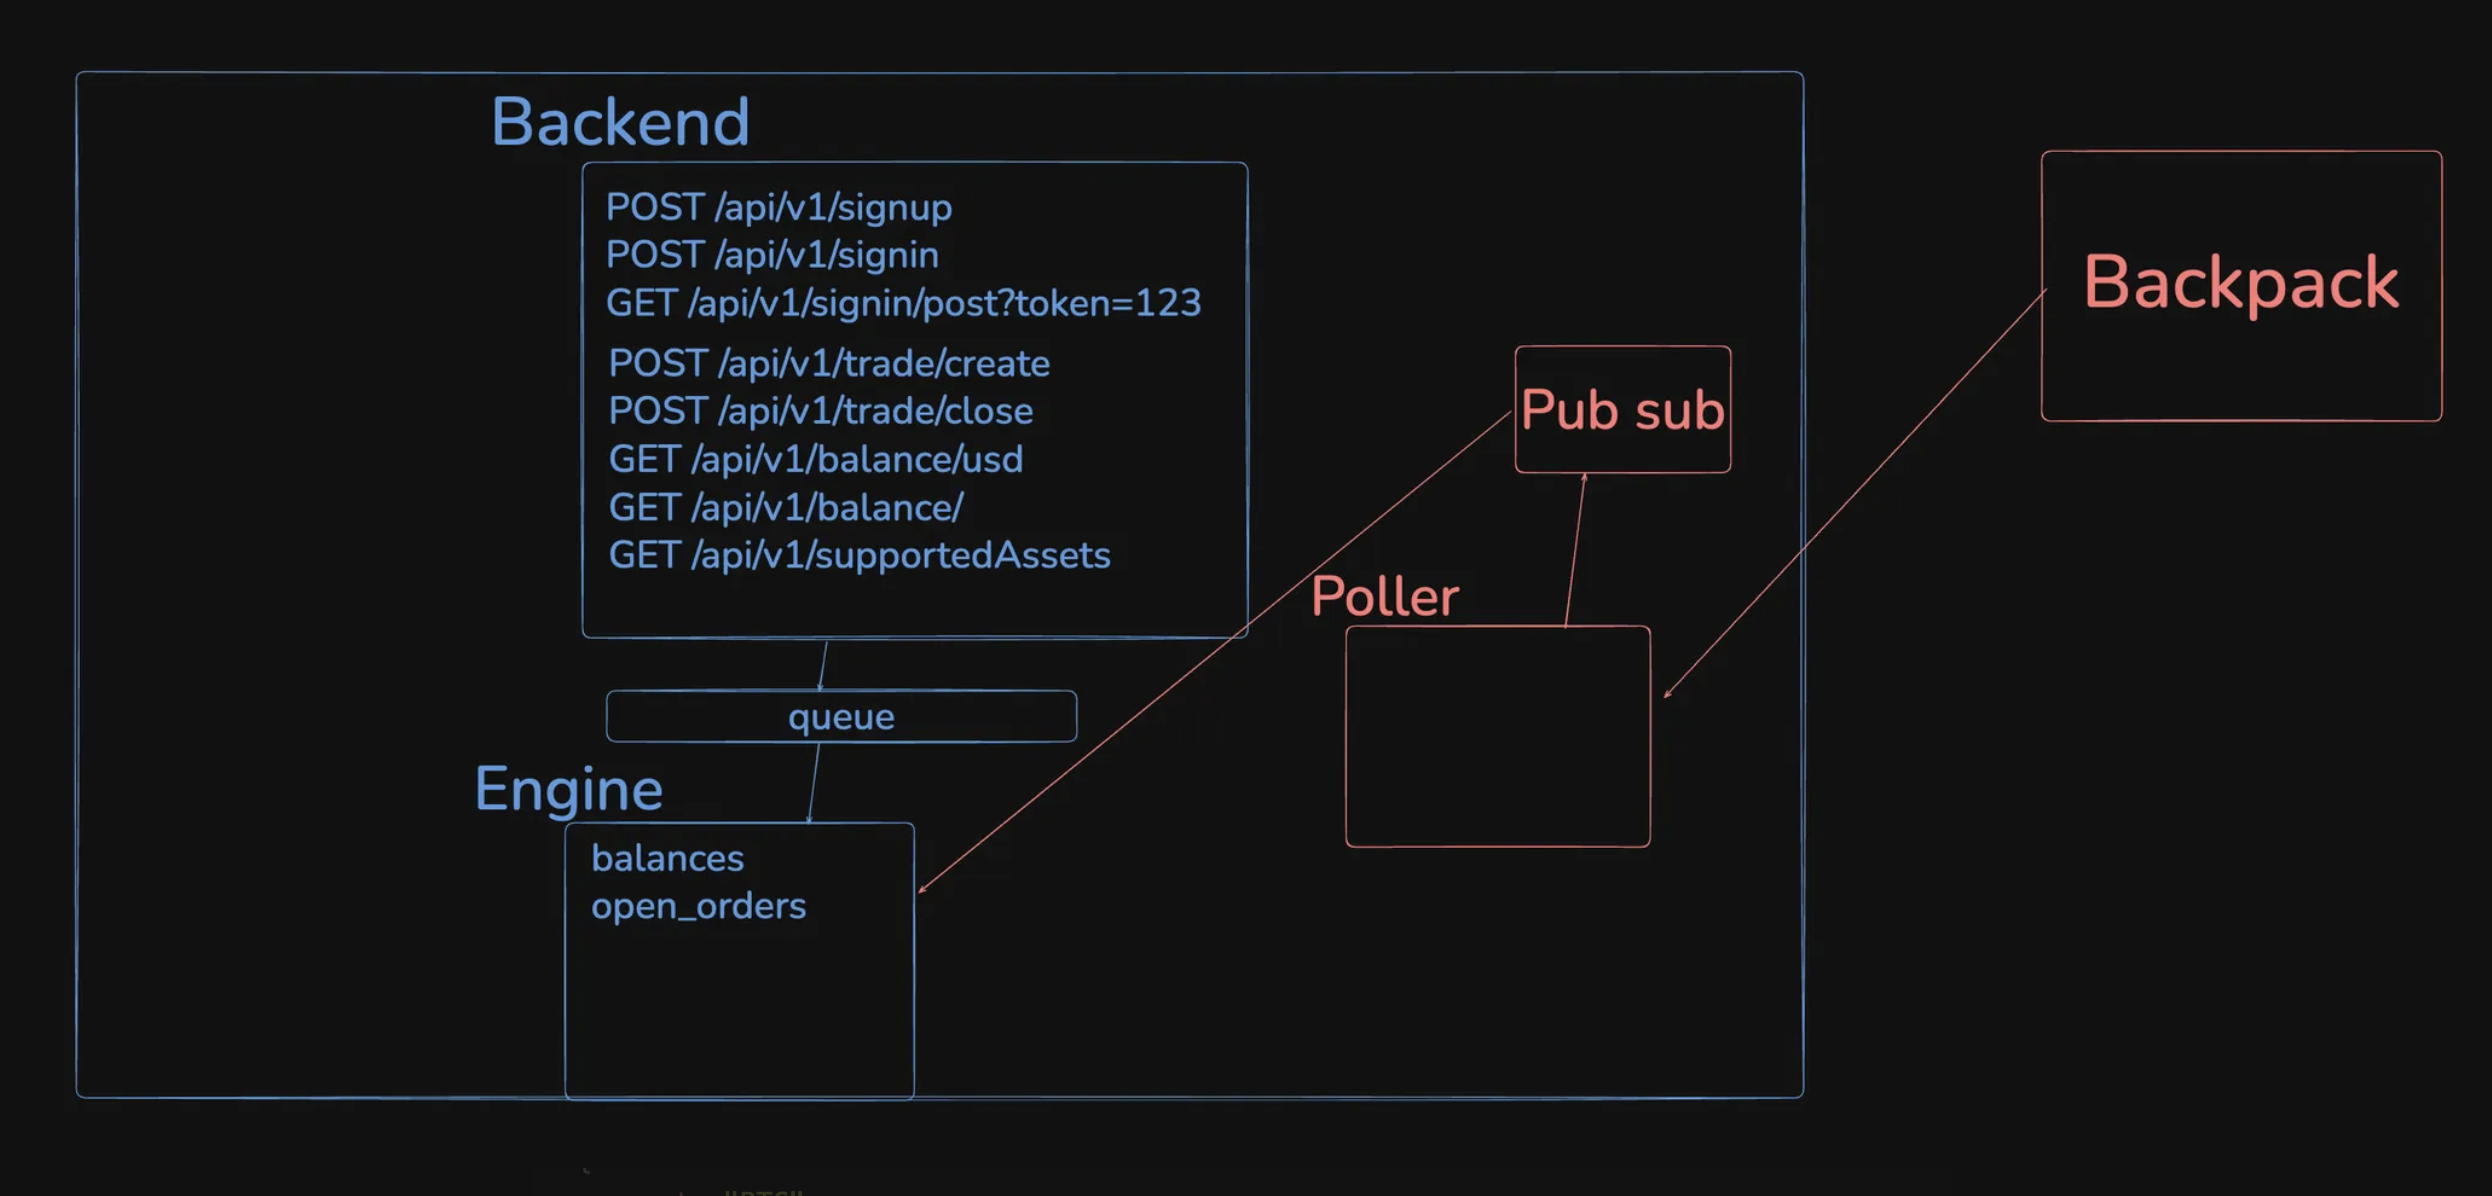 Backend
POST /api/v1/signup
POST /api/v1/signin
GET /api/v1/signin/post?token=123
POST /api/v1/trade/create
POST /api/v1/trade/close
GET /api/v1/balance/usd
GET /api/v1/balance/
GET /api/v1/supportedAssets
queue
Engine
balances
open_orders
Pub sub
Poller
Backpack